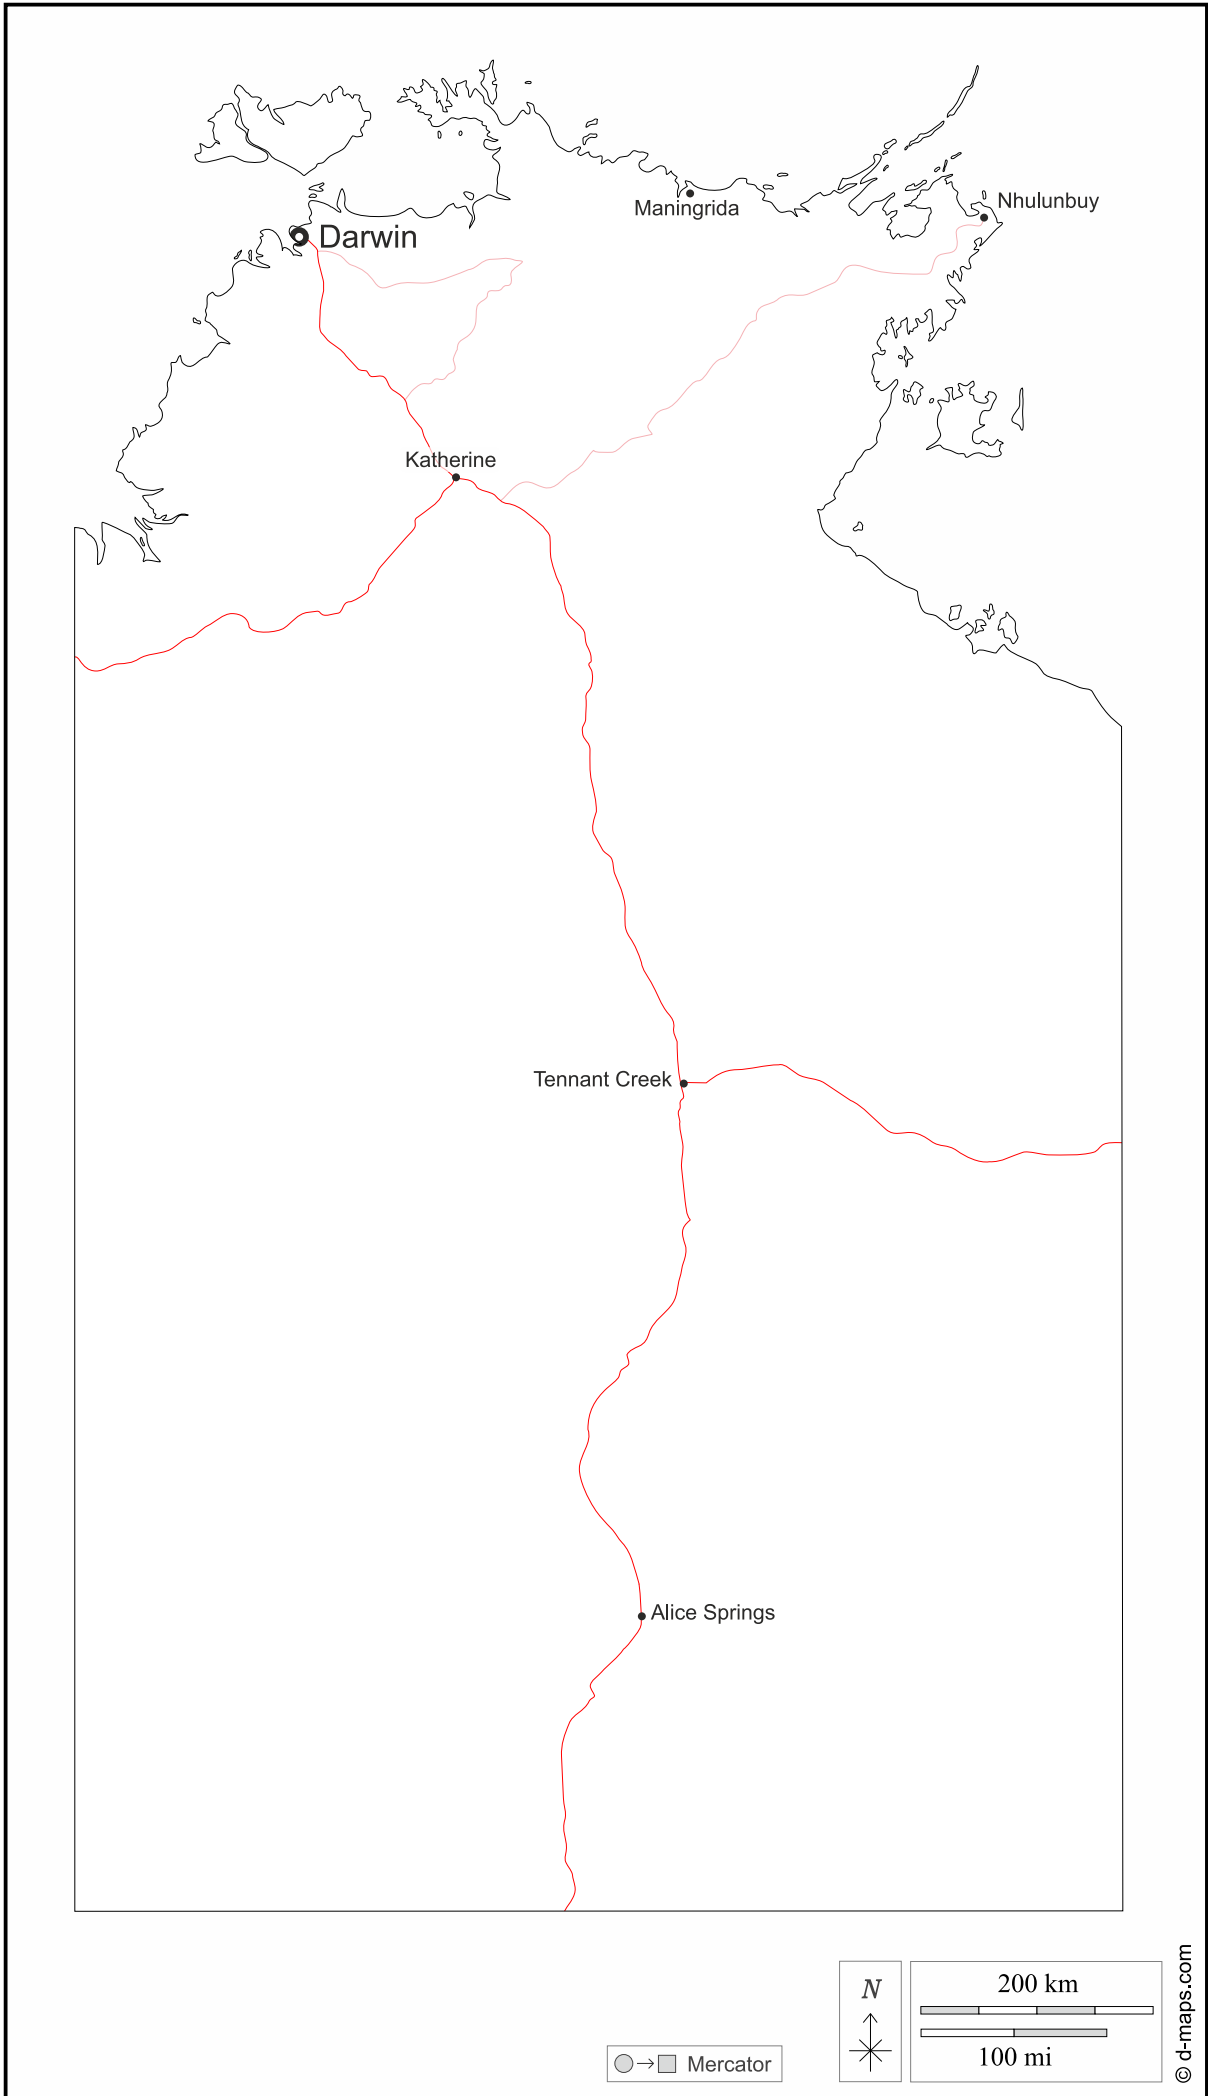 Maningrida
Nhulunbuy
Darwin
Katherine
Tennant Creek
Alice Springs
N
200 km
100 mi
Mercator
© d-maps.com